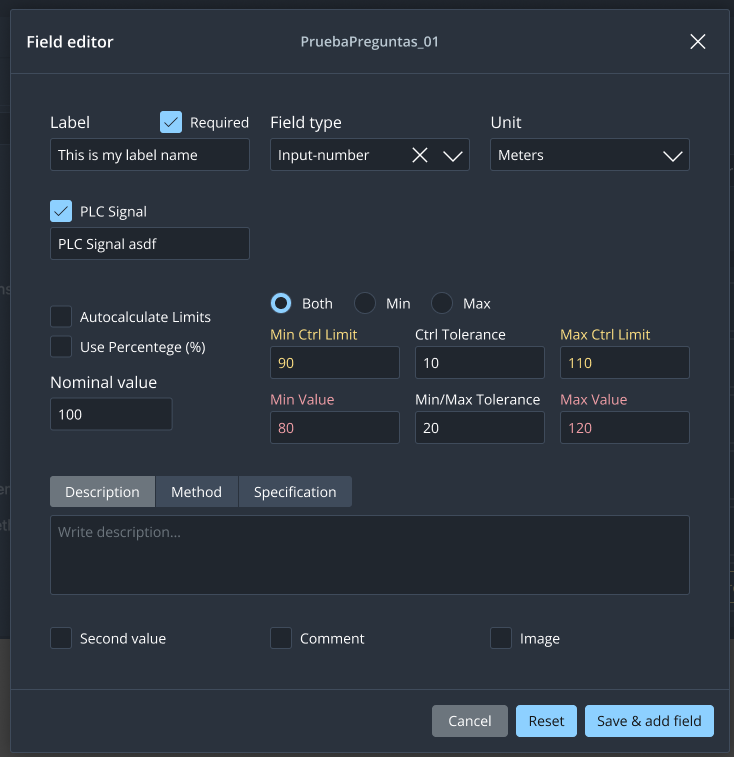 Field editor
PruebaPreguntas_01
Label
Required
Field type
Unit
This is my label name
Input-number
Meters
PLC Signal
PLC Signal asdf
Both
Min
Max
Autocalculate Limits
Use Percentege (%)
Min Ctrl Limit
Ctrl Tolerance
Max Ctrl Limit
90
10
110
Nominal value
100
Min Value
Min/Max Tolerance
Max Value
80
20
120
Description
Method
Specification
Write description...
Second value
Comment
Image
Cancel
Reset
Save & add field